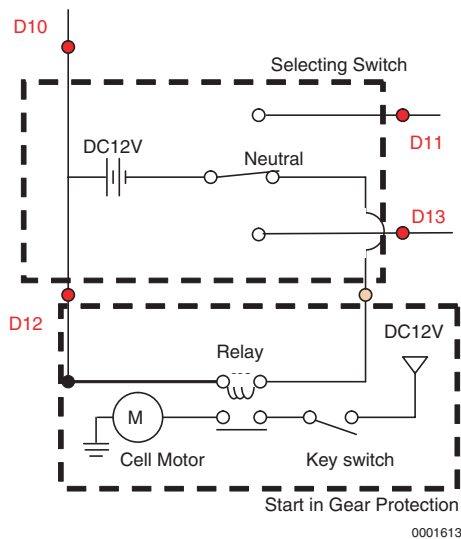 D10
Selecting Switch
DC12V
D11
Neutral
D13
D12
DC12V
Relay
M
Cell Motor
Key switch
Start in Gear Protection
0001613